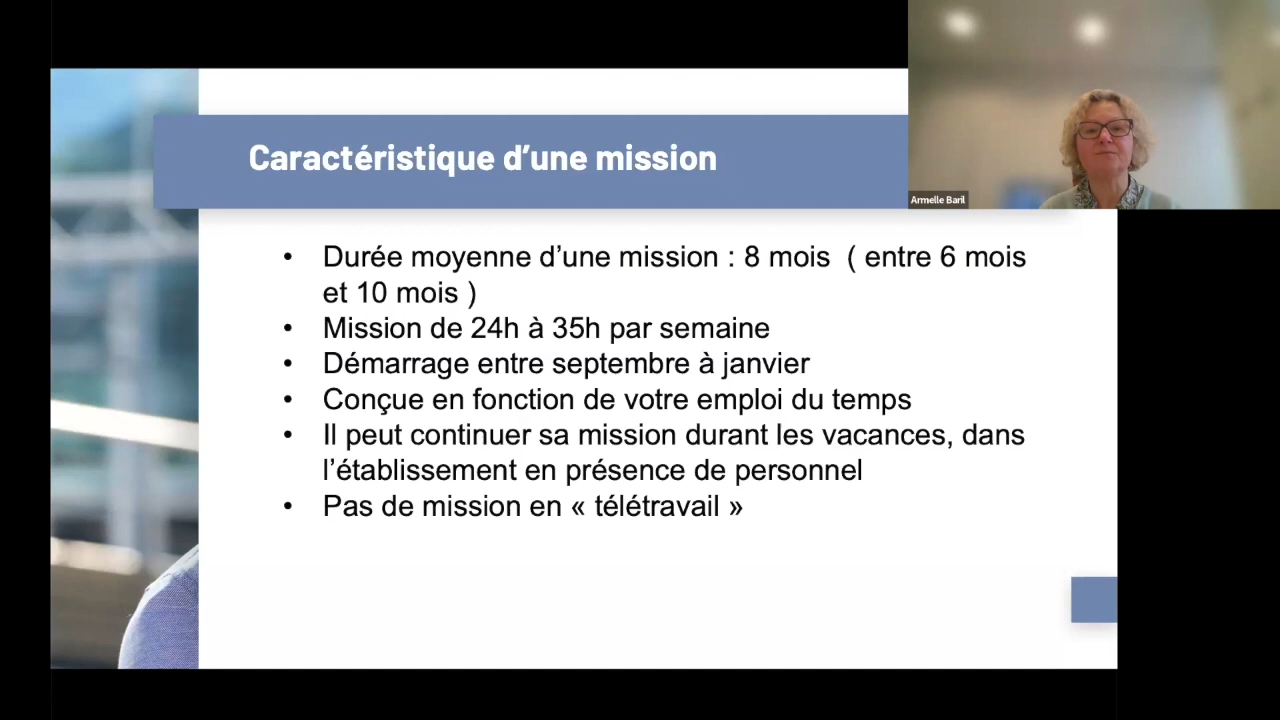 Caractéristique d’une mission
Armelle Baril
• Durée moyenne d’une mission : 8 mois ( entre 6 mois
et 10 mois )
• Mission de 24h à 35h par semaine
• Démarrage entre septembre à janvier
• Conçue en fonction de votre emploi du temps
• Il peut continuer sa mission durant les vacances, dans
l’établissement en présence de personnel
• Pas de mission en « télétravail »